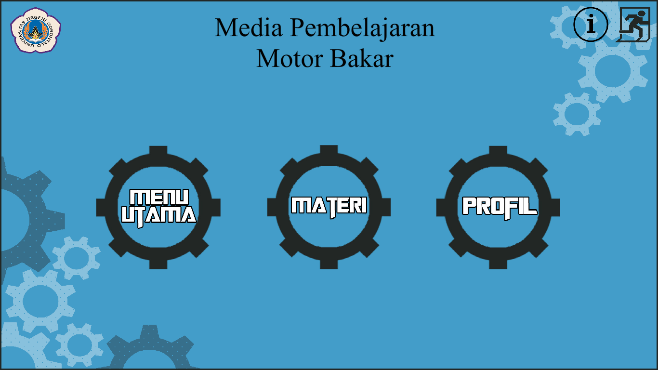 Media Pembelajaran
Motor Bakar
i
MENU
UTAMA
MATERI
PROFIL